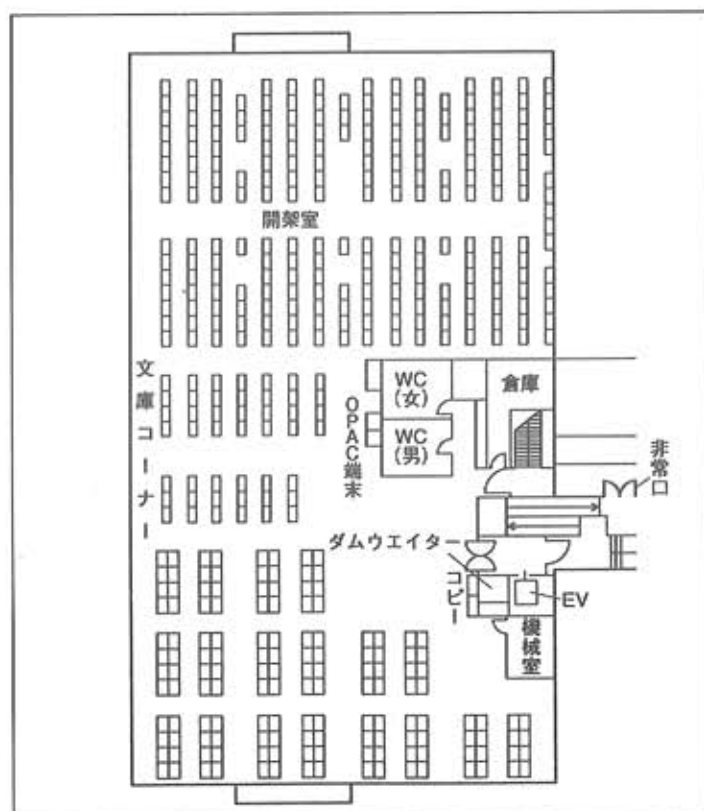 開架室
文庫コーナー
OPAC端末
WC
(女)
WC
(男)
倉庫
非常口
ダムウエイター
コピー
EV
機械室